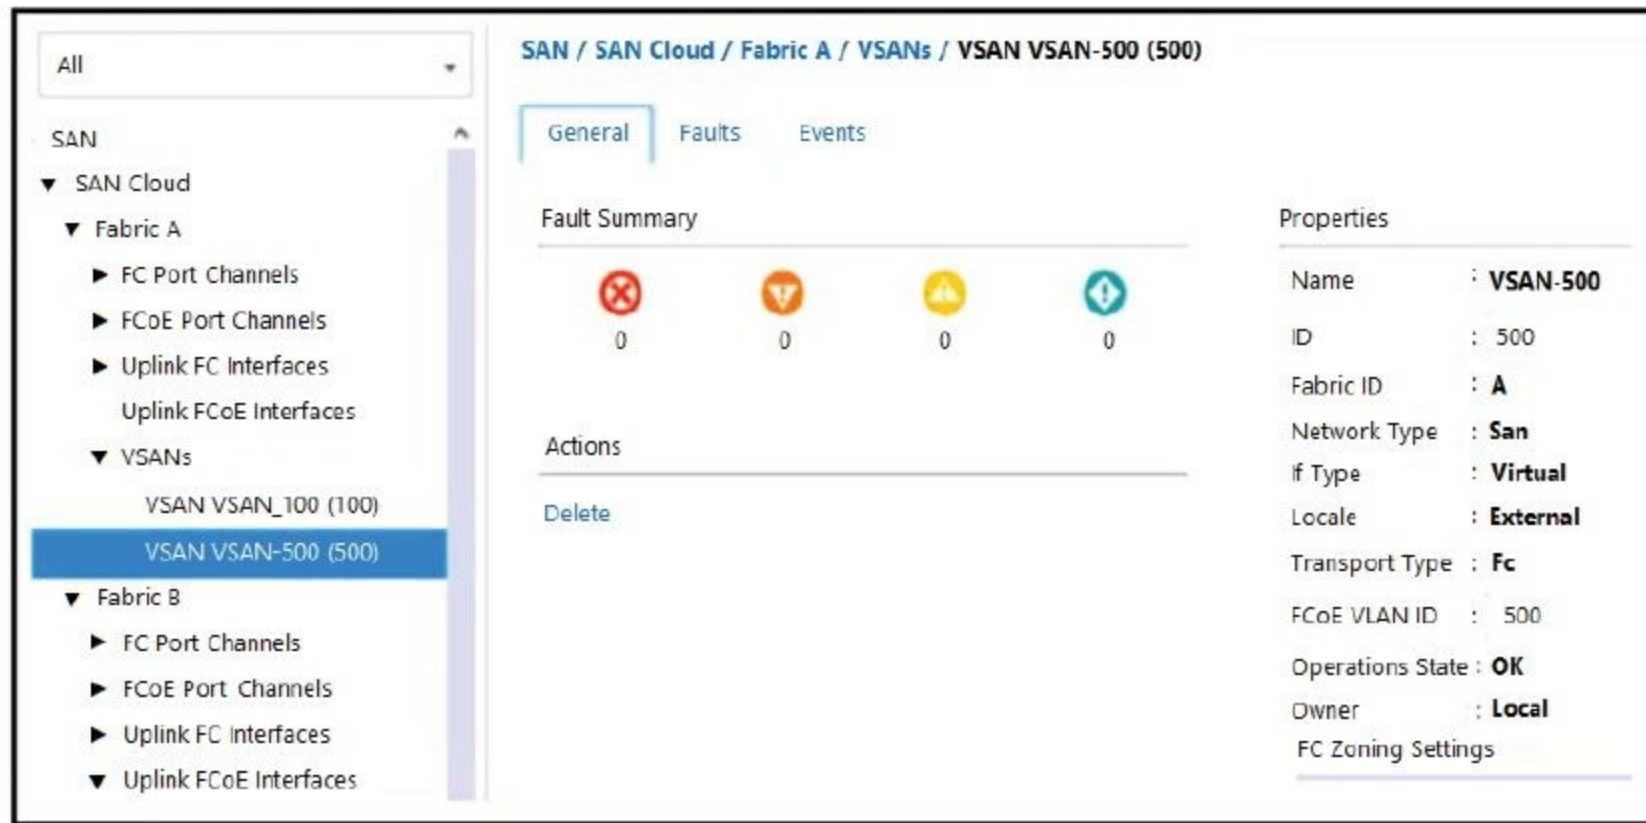 All
SAN
SAN Cloud
Fabric A
FC Port Channels
FCoE Port Channels
Uplink FC Interfaces
Uplink FCoE Interfaces
VSANs
VSAN VSAN_100 (100)
VSAN VSAN-500 (500)
Fabric B
FC Port Channels
FCoE Port Channels
Uplink FC Interfaces
Uplink FCoE Interfaces
SAN / SAN Cloud / Fabric A / VSANs / VSAN VSAN-500 (500)
General Faults Events
Fault Summary
0 0 0 0
Actions
Delete
Properties
Name : VSAN-500
ID : 500
Fabric ID : A
Network Type : San
If Type : Virtual
Locale : External
Transport Type : Fc
FCoE VLAN ID : 500
Operations State : OK
Owner : Local
FC Zoning Settings